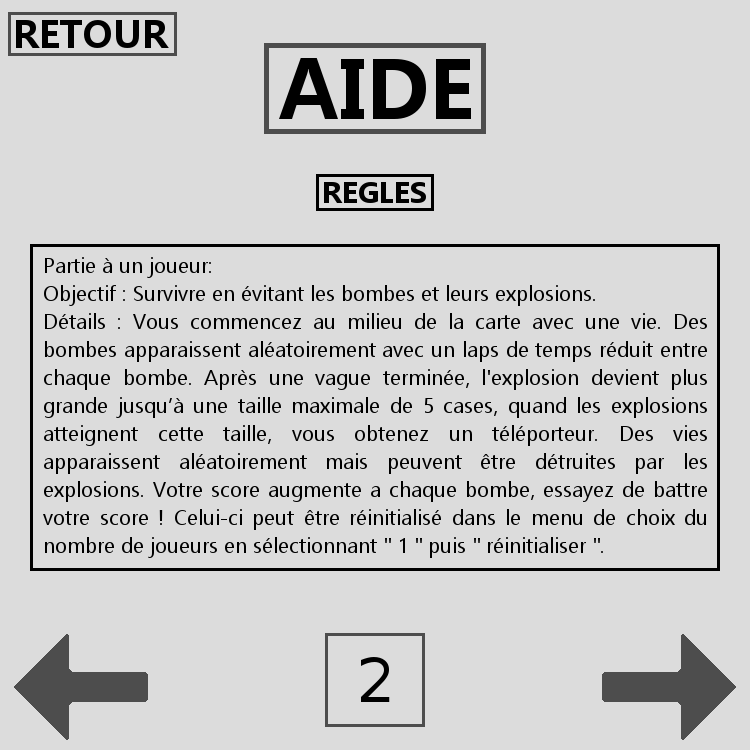 RETOUR
AIDE
REGLES
Partie à un joueur:
Objectif : Survivre en évitant les bombes et leurs explosions.
Détails : Vous commencez au milieu de la carte avec une vie. Des
bombes apparaissent aléatoirement avec un laps de temps réduit entre
chaque bombe. Après une vague terminée, l'explosion devient plus
grande jusqu’à une taille maximale de 5 cases, quand les explosions
atteignent cette taille, vous obtenez un téléporteur. Des vies
apparaissent aléatoirement mais peuvent être détruites par les
explosions. Votre score augmente a chaque bombe, essayez de battre
votre score ! Celui-ci peut être réinitialisé dans le menu de choix du
nombre de joueurs en sélectionnant " 1 " puis " réinitialiser ".
2